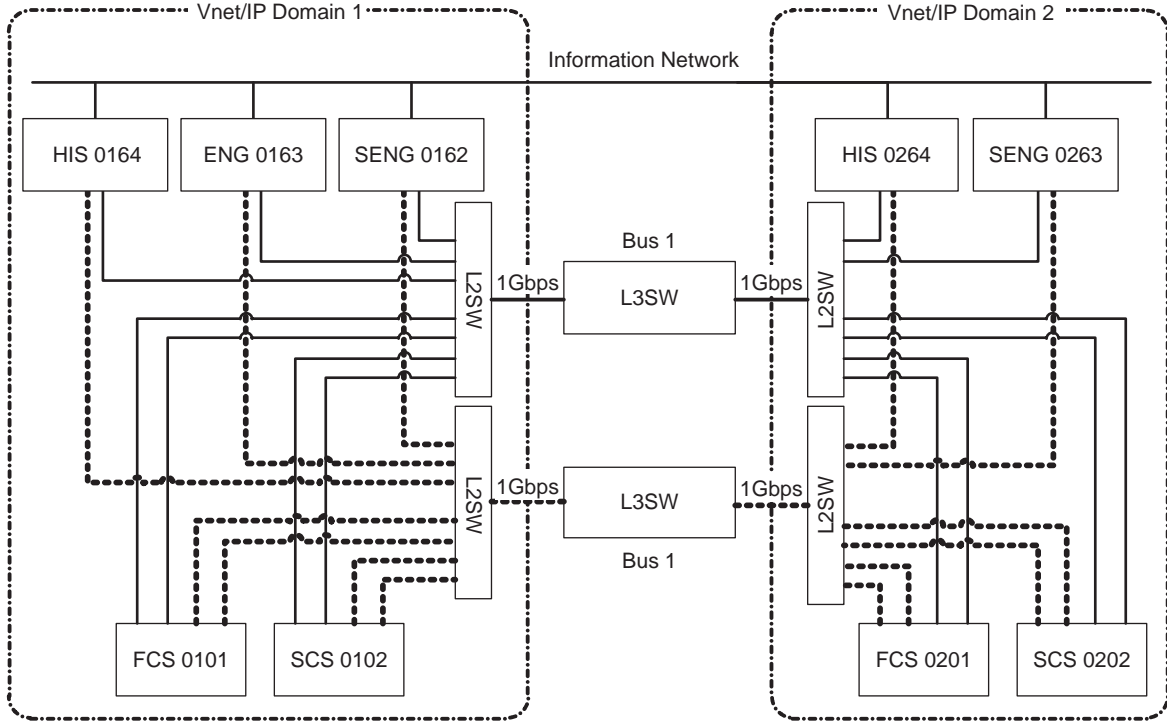 Vnet/IP Domain 1
Vnet/IP Domain 2
Information Network
HIS 0164
ENG 0163
SENG 0162
HIS 0264
SENG 0263
Bus 1
L2SW
1Gbps
L3SW
1Gbps
L2SW
L2SW
1Gbps
L3SW
1Gbps
L2SW
Bus 1
FCS 0101
SCS 0102
FCS 0201
SCS 0202